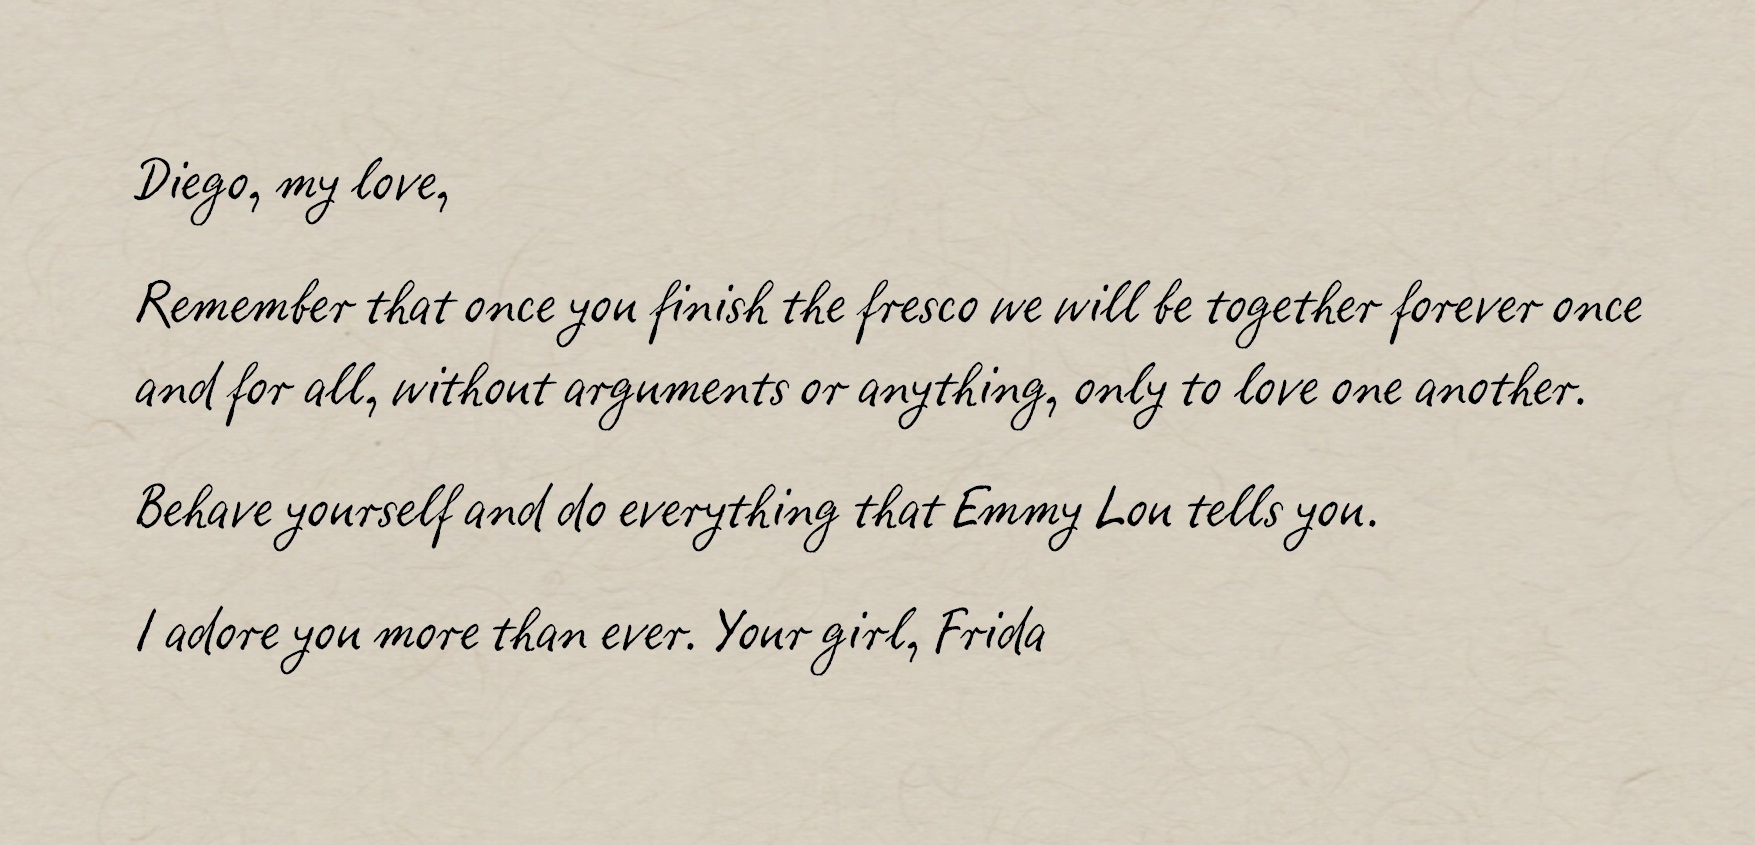 Diego, my love,
Remember that once you finish the fresco we will be together forever once
and for all, without arguments or anything, only to love one another.
Behave yourself and do everything that Emmy Lou tells you.
I adore you more than ever. Your girl, Frida